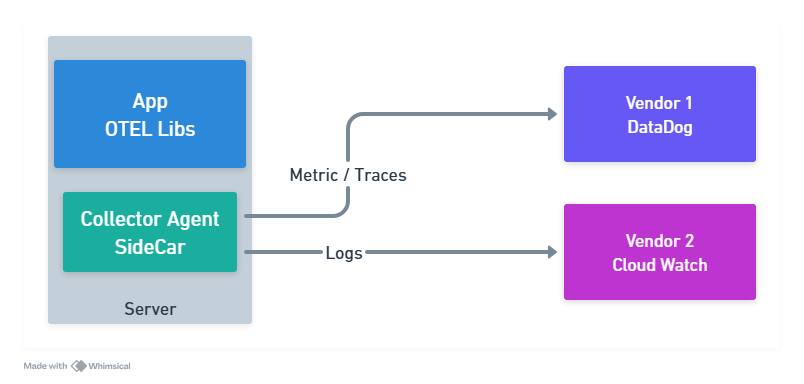 App
OTEL Libs
Collector Agent
SideCar
Server
Metric / Traces
Logs
Vendor 1
DataDog
Vendor 2
Cloud Watch
Made with Whimsical